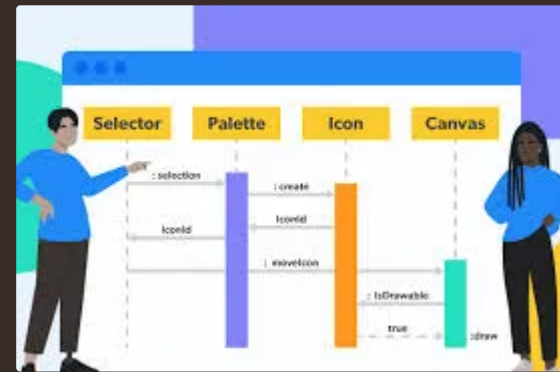 Selector
Palette
Icon
Canvas
: selection
: create
IconId
IconId
: moveIcon
: IsDrawable
true
:draw